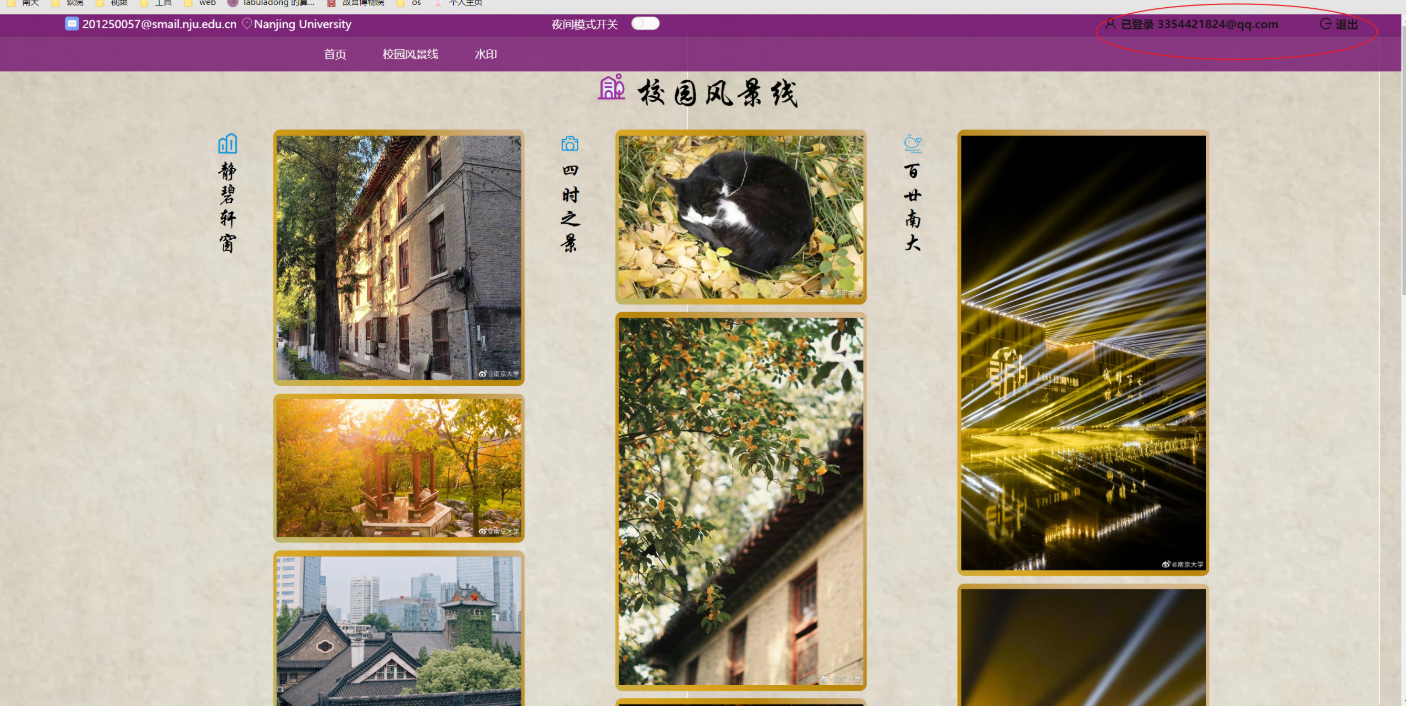 南大
软院
视频
工具
web
labuladong 的算...
故宫博物院
os
个人主页
201250057@smail.nju.edu.cn Nanjing University
夜间模式开关
已登录 3354421824@qq.com
退出
首页
校园风景线
水印
校园风景线
静碧轩窗
四时之景
百廿南大
@南京大学
@南京大学
@南京大学